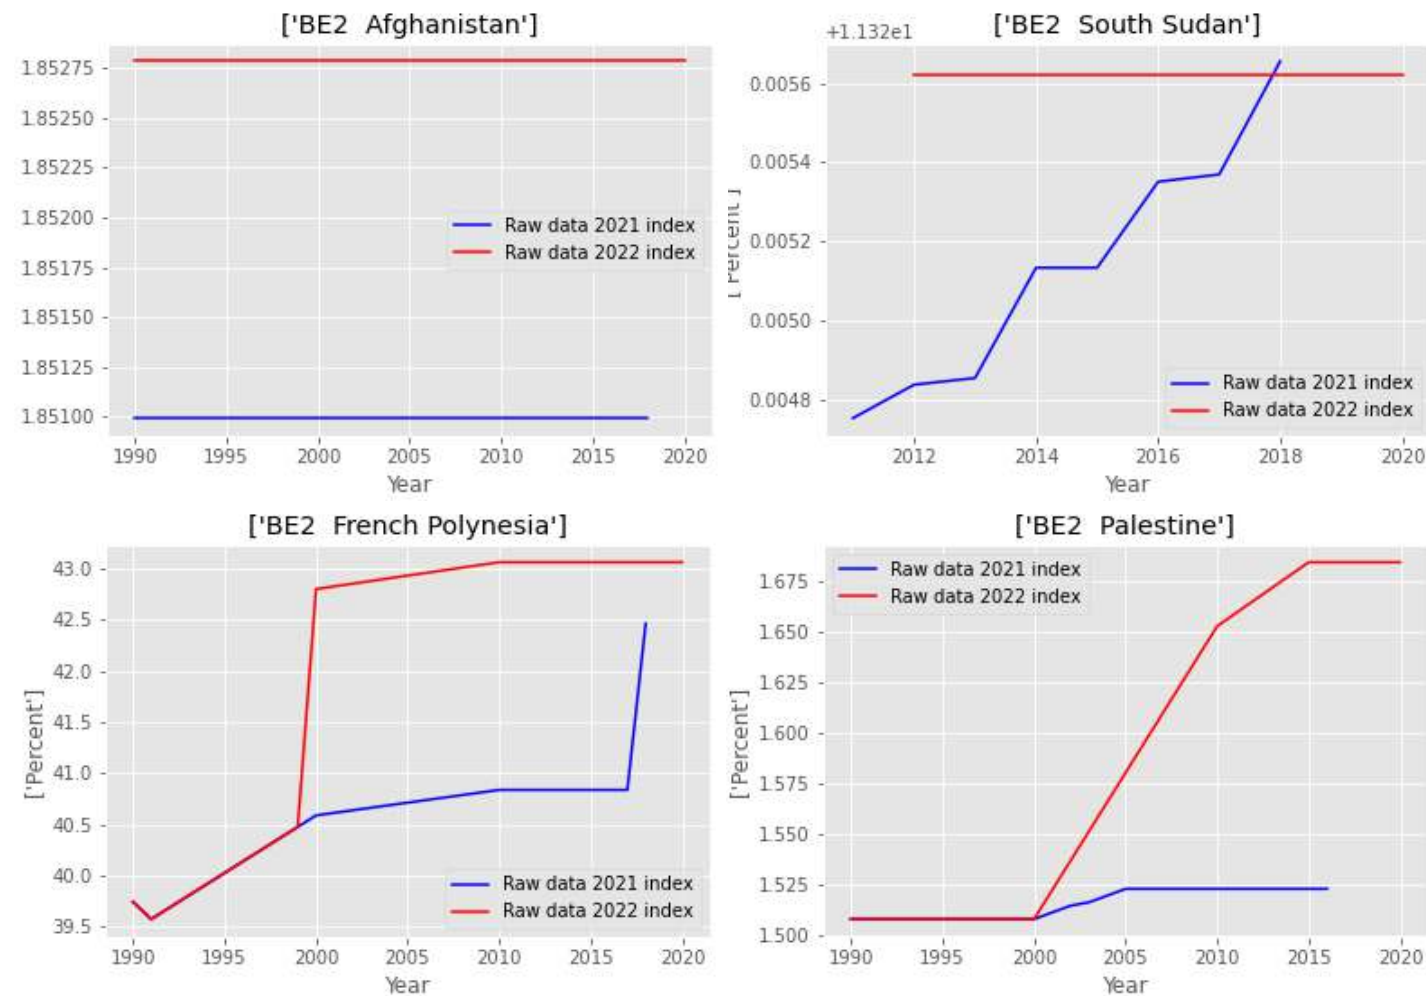 ['BE2  Afghanistan']
1.85275
1.85250
1.85225
1.85200
1.85175
1.85150
1.85125
1.85100
Raw data 2021 index
Raw data 2022 index
1990 1995 2000 2005 2010 2015 2020
Year
['BE2  South Sudan']
+1.132e1
0.0056
0.0054
0.0052
0.0050
0.0048
[ Percent ]
Raw data 2021 index
Raw data 2022 index
2012 2014 2016 2018 2020
Year
['BE2  French Polynesia']
43.0
42.5
42.0
41.5
41.0
40.5
40.0
39.5
['Percent']
Raw data 2021 index
Raw data 2022 index
1990 1995 2000 2005 2010 2015 2020
Year
['BE2  Palestine']
Raw data 2021 index
Raw data 2022 index
1.675
1.650
1.625
1.600
1.575
1.550
1.525
1.500
['Percent']
1990 1995 2000 2005 2010 2015 2020
Year